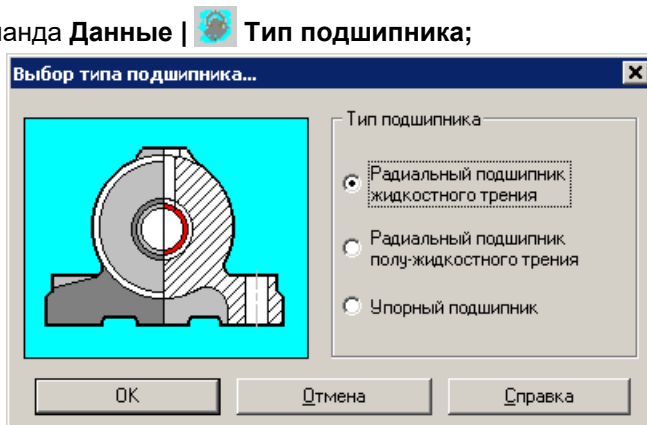 анда Данные | Тип подшипника;
Выбор типа подшипника...
Тип подшипника
Радиальный подшипник
жидкостного трения
Радиальный подшипник
полу-жидкостного трения
Упорный подшипник
OK
Отмена
Справка